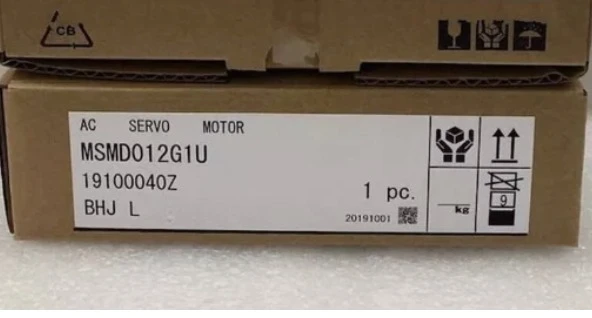 CB
AC SERVO MOTOR
MSMD012G1U
19100040Z
BHJ L
1 pc.
20191001
kg
9